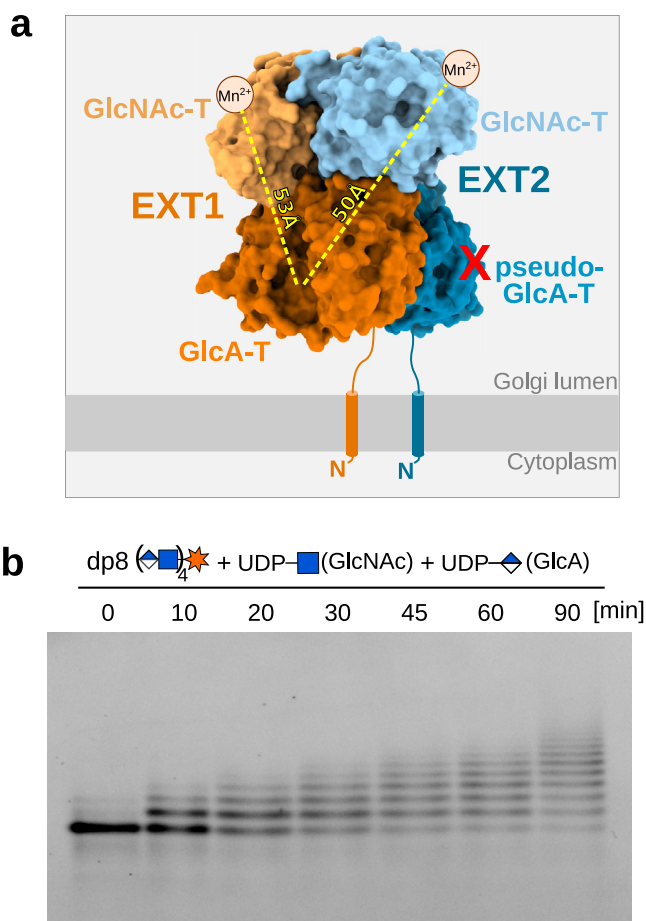 a
Mn2+
Mn2+
GlcNAc-T
GlcNAc-T
EXT1
EXT2
53Å
50Å
X pseudo-
GlcA-T
GlcA-T
Golgi lumen
N
N
Cytoplasm
b
dp8 ( )4 + UDP- (GlcNAc) + UDP- (GlcA)
0 10 20 30 45 60 90 [min]